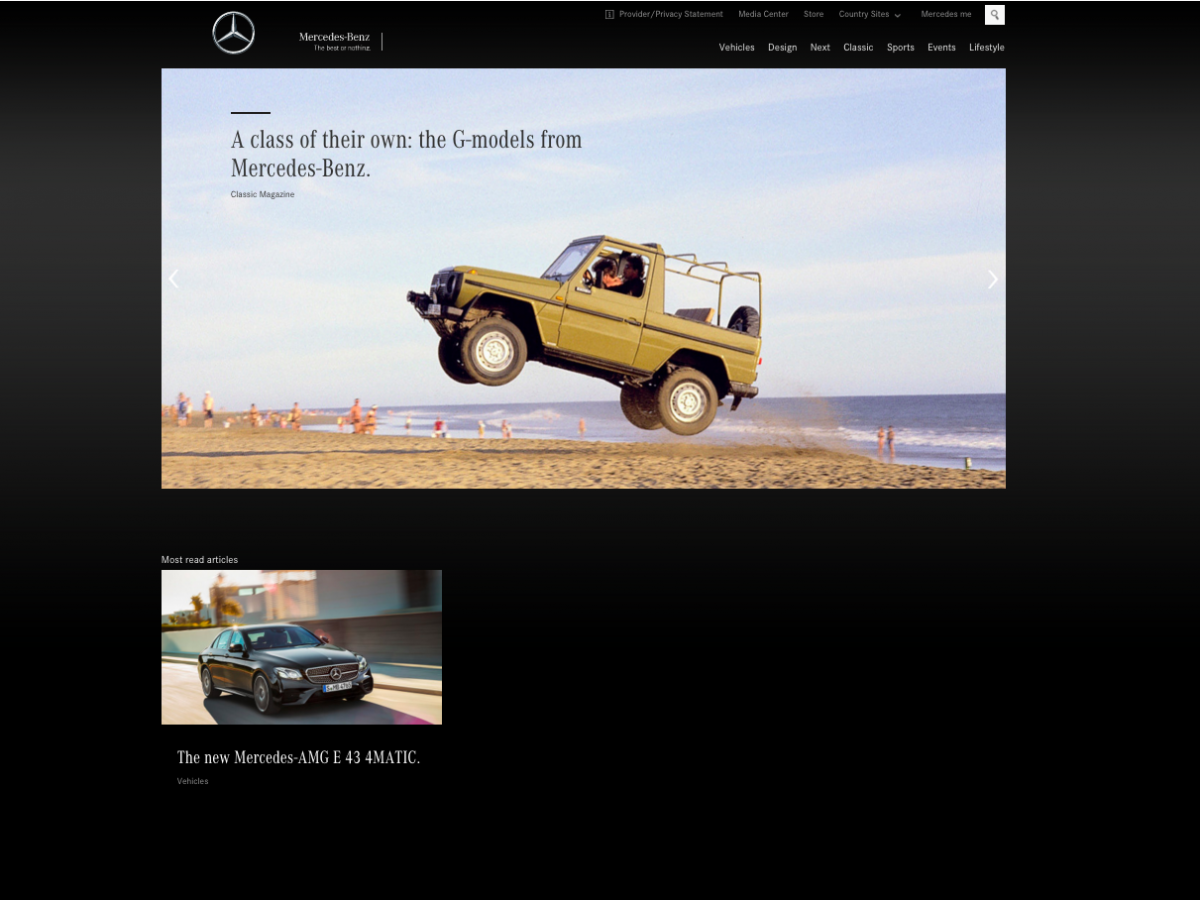 Provider/Privacy Statement Media Center Store Country Sites Mercedes me
Mercedes-Benz
The best or nothing.
Vehicles Design Next Classic Sports Events Lifestyle
A class of their own: the G-models from
Mercedes-Benz.
Classic Magazine
Most read articles
The new Mercedes-AMG E 43 4MATIC.
Vehicles